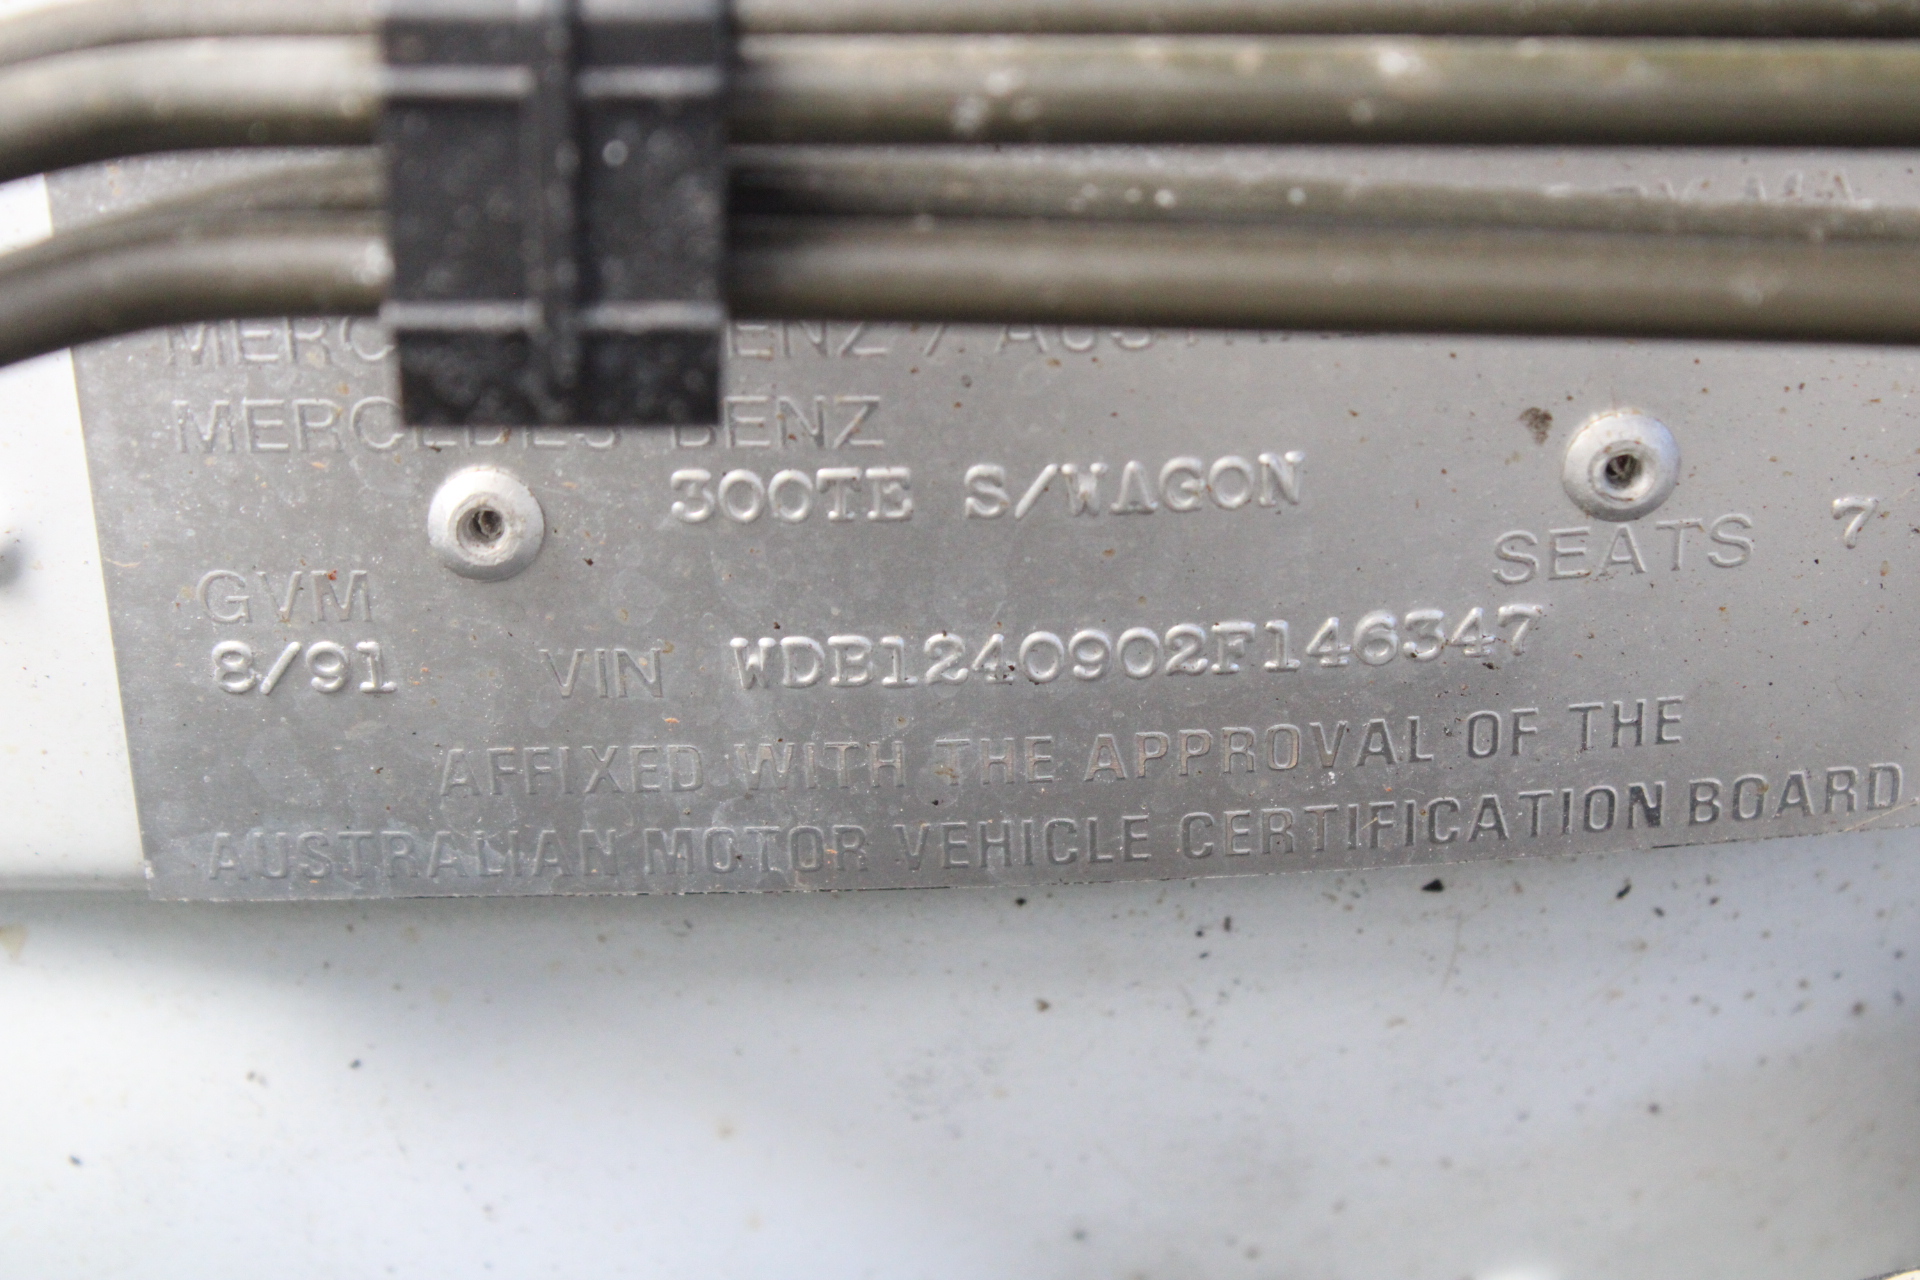 MERCEDES BENZ
300TE S/WAGON
SEATS 7
GVM
8/91 VIN WDB1240902F146347
AFFIXED WITH THE APPROVAL OF THE
AUSTRALIAN MOTOR VEHICLE CERTIFICATION BOARD